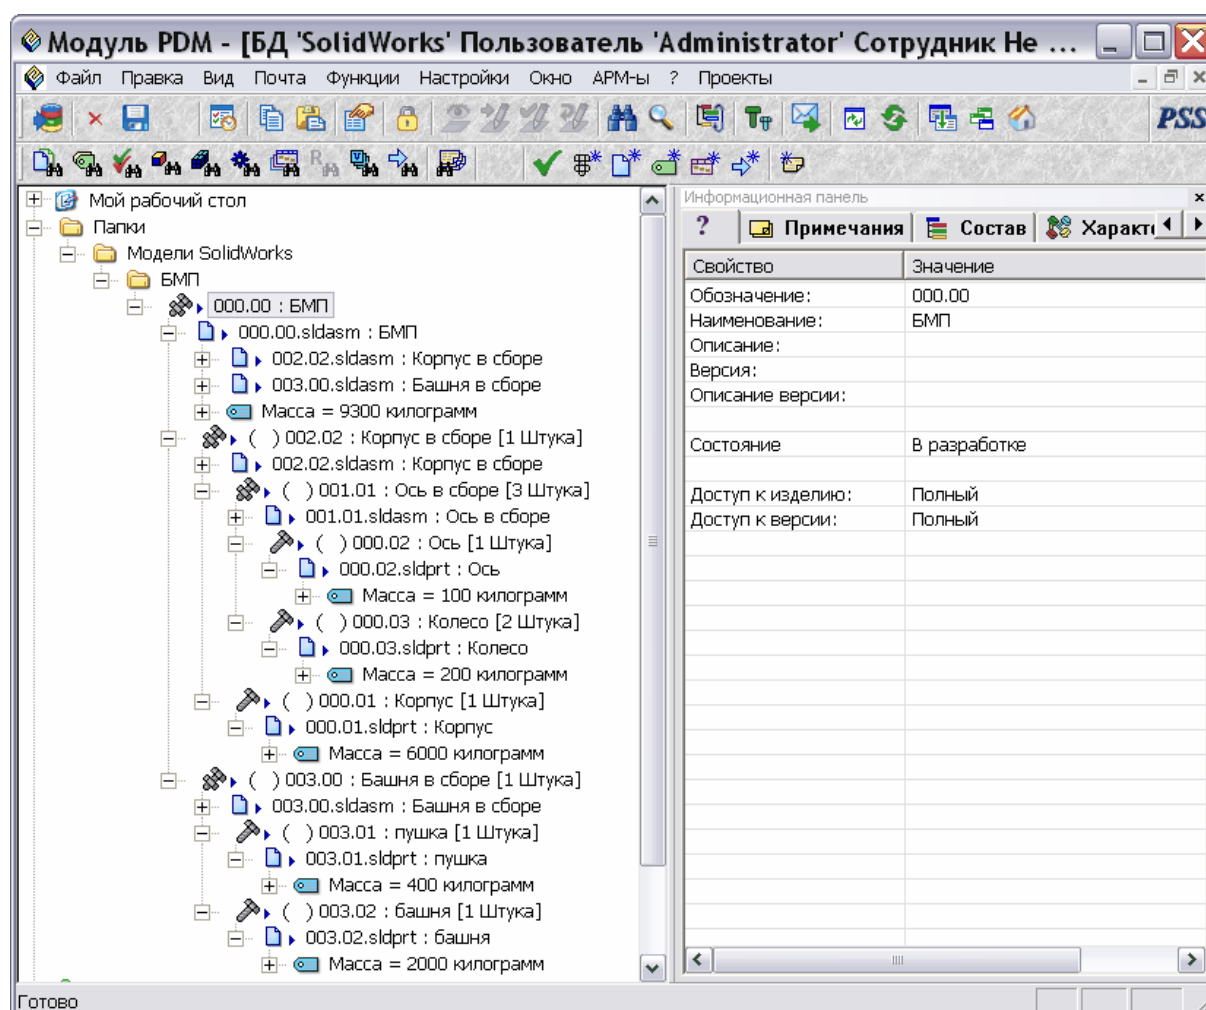 Модуль PDM - [БД 'SolidWorks' Пользователь 'Administrator' Сотрудник Не ...
Файл Правка Вид Почта Функции Настройки Окно АРМ-ы ? Проекты
PSS
Мой рабочий стол
Папки
Модели SolidWorks
БМП
000.00 : БМП
000.00.sldasm : БМП
002.02.sldasm : Корпус в сборе
003.00.sldasm : Башня в сборе
Масса = 9300 килограмм
( ) 002.02 : Корпус в сборе [1 Штука]
002.02.sldasm : Корпус в сборе
( ) 001.01 : Ось в сборе [3 Штука]
001.01.sldasm : Ось в сборе
( ) 000.02 : Ось [1 Штука]
000.02.sldprt : Ось
Масса = 100 килограмм
( ) 000.03 : Колесо [2 Штука]
000.03.sldprt : Колесо
Масса = 200 килограмм
( ) 000.01 : Корпус [1 Штука]
000.01.sldprt : Корпус
Масса = 6000 килограмм
( ) 003.00 : Башня в сборе [1 Штука]
003.00.sldasm : Башня в сборе
( ) 003.01 : пушка [1 Штука]
003.01.sldprt : пушка
Масса = 400 килограмм
( ) 003.02 : башня [1 Штука]
003.02.sldprt : башня
Масса = 2000 килограмм
Информационная панель
? Примечания Состав Характ
Свойство Значение
Обозначение: 000.00
Наименование: БМП
Описание:
Версия:
Описание версии:
Состояние В разработке
Доступ к изделию: Полный
Доступ к версии: Полный
Готово